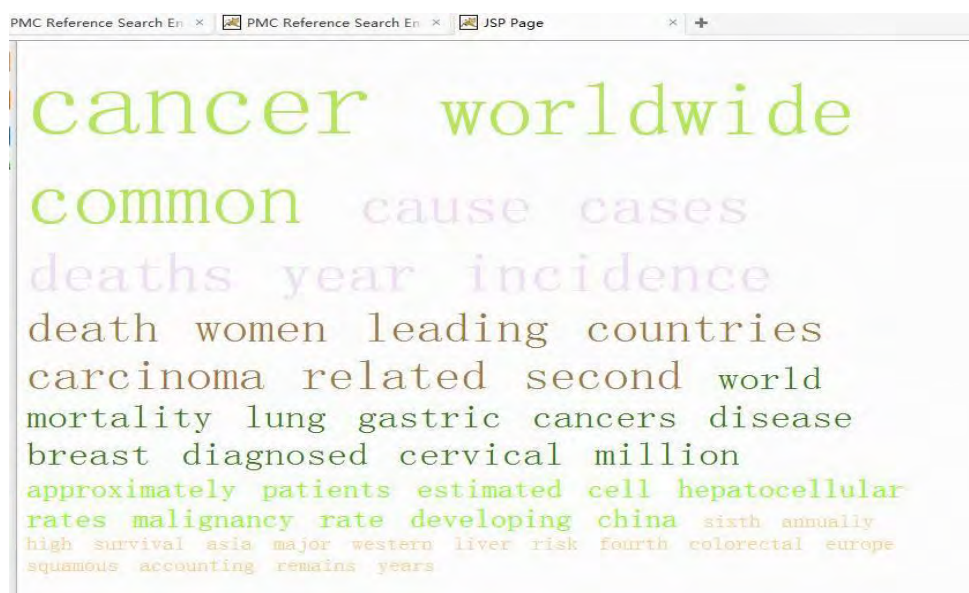 PMC Reference Search En × PMC Reference Search En × JSP Page × +
cancer worldwide
common cause cases
deaths year incidence
death women leading countries
carcinoma related second world
mortality lung gastric cancers disease
breast diagnosed cervical million
approximately patients estimated cell hepatocellular
rates malignancy rate developing china sixth annually
high survival asia major western liver risk fourth colorectal europe
squamous accounting remains years